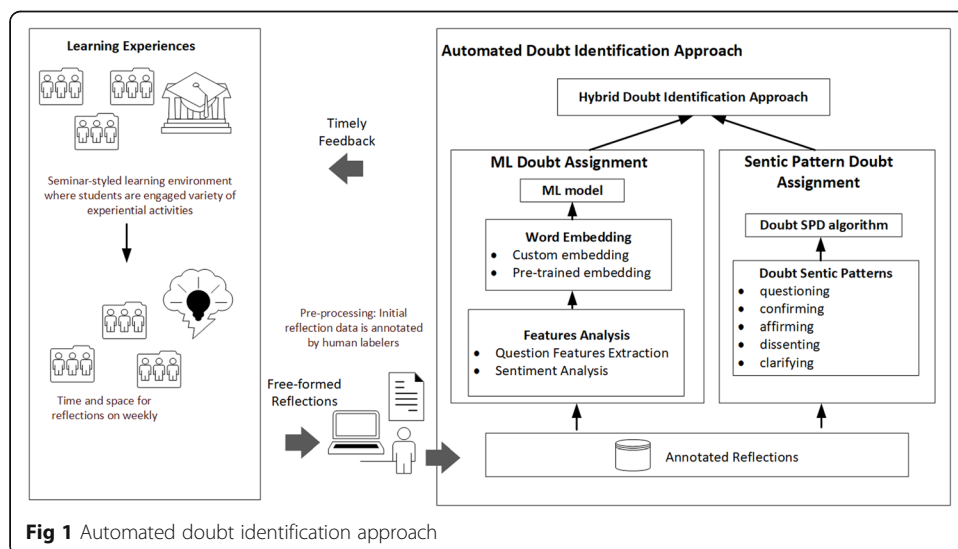 Learning Experiences
Seminar-styled learning environment
where students are engaged variety of
experiential activities
Time and space for
reflections on weekly
Timely
Feedback
Pre-processing: Initial
reflection data is annotated
by human labelers
Free-formed
Reflections
Automated Doubt Identification Approach
Hybrid Doubt Identification Approach
ML Doubt Assignment
ML model
Word Embedding
• Custom embedding
• Pre-trained embedding
Features Analysis
• Question Features Extraction
• Sentiment Analysis
Sentic Pattern Doubt
Assignment
Doubt SPD algorithm
Doubt Sentic Patterns
• questioning
• confirming
• affirming
• dissenting
• clarifying
Annotated Reflections
Fig 1 Automated doubt identification approach